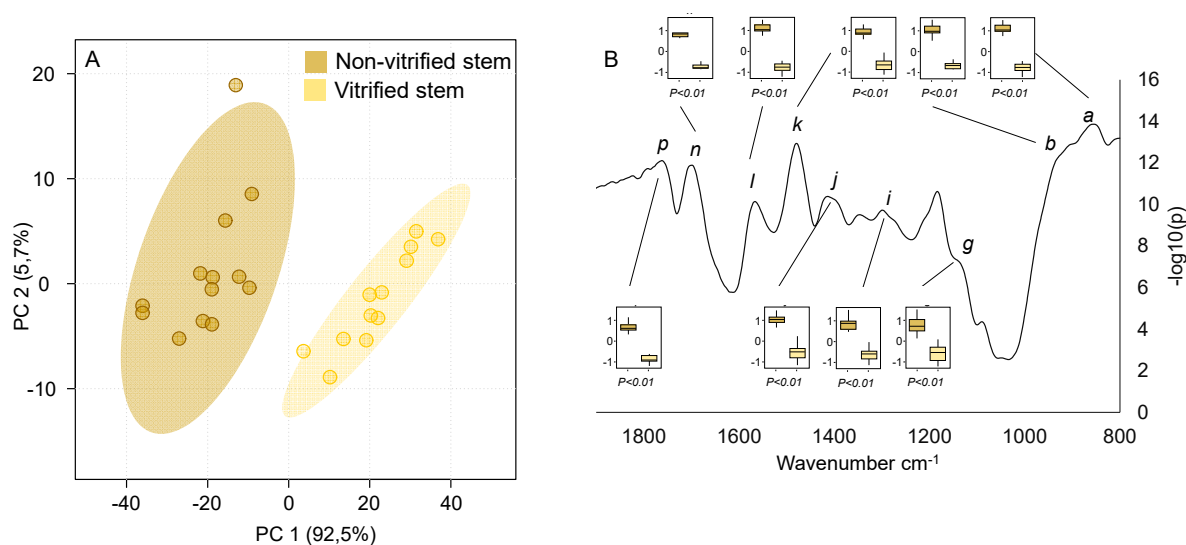 A
Non-vitrified stem
Vitrified stem
20
10
0
-10
PC 2 (5,7%)
-40 -20 0 20 40
PC 1 (92,5%)
B
1
0
-1
P<0.01
1
0
-1
P<0.01
1
0
-1
P<0.01
1
0
-1
P<0.01
1
0
-1
P<0.01
p n l k j i g b a
1
0
-1
P<0.01
1
0
-1
P<0.01
1
0
-1
P<0.01
1
0
-1
P<0.01
16
14
12
10
8
6
4
2
0
-log10(p)
1800 1600 1400 1200 1000 800
Wavenumber cm-1